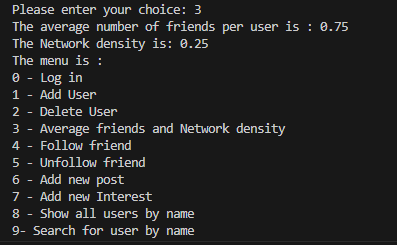 Please enter your choice: 3
The average number of friends per user is : 0.75
The Network density is: 0.25
The menu is :
0 - Log in
1 - Add User
2 - Delete User
3 - Average friends and Network density
4 - Follow friend
5 - Unfollow friend
6 - Add new post
7 - Add new Interest
8 - Show all users by name
9- Search for user by name